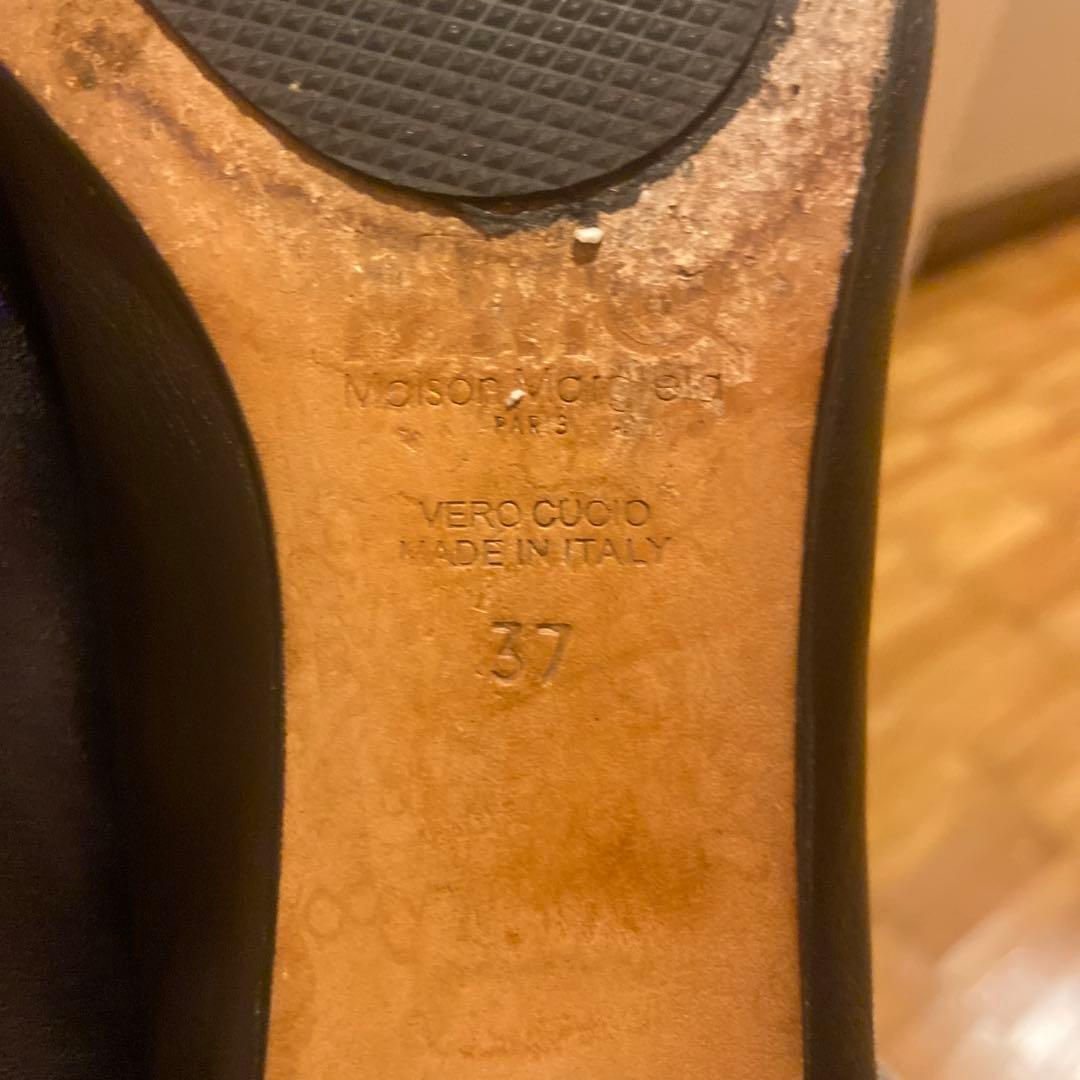 Maison Margiela
PARIS
VERO CUOIO
MADE IN ITALY
37